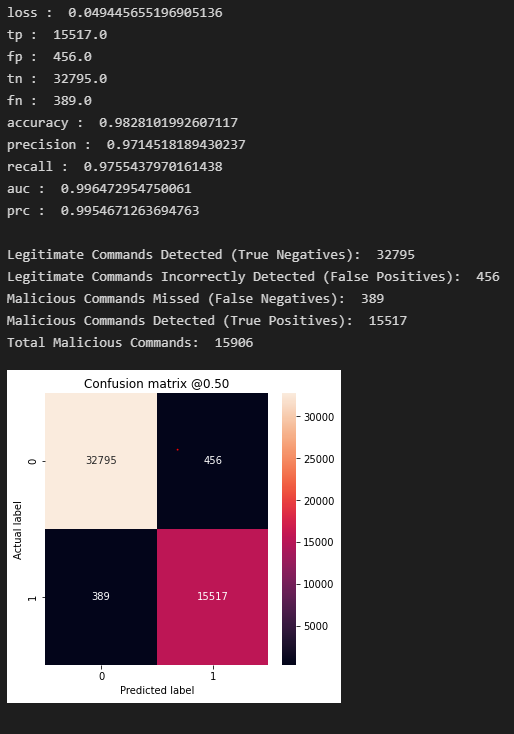 loss :  0.049445655196905136
tp :  15517.0
fp :  456.0
tn :  32795.0
fn :  389.0
accuracy :  0.9828101992607117
precision :  0.9714518189430237
recall :  0.9755437970161438
auc :  0.996472954750061
prc :  0.9954671263694763
Legitimate Commands Detected (True Negatives):  32795
Legitimate Commands Incorrectly Detected (False Positives):  456
Malicious Commands Missed (False Negatives):  389
Malicious Commands Detected (True Positives):  15517
Total Malicious Commands:  15906
Confusion matrix @0.50
30000
25000
20000
15000
10000
5000
Actual label
0
1
32795
456
389
15517
0
1
Predicted label